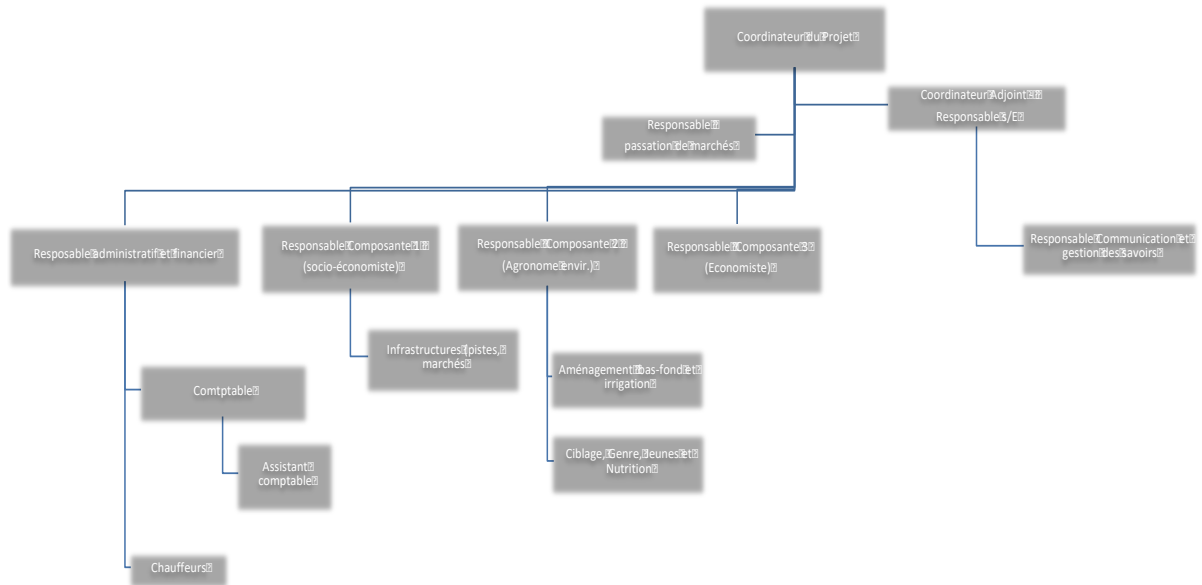 Coordinateur du Projet
Coordinateur Adjoint -
Responsable s/E
Responsable
passation de marchés
Resposable administratif et financier
Responsable Composante 1
(socio-économiste)
Responsable Composante 2
(Agronome envir.)
Responsable Composante 3
(Economiste)
Responsable Communication et
gestion des savoirs
Infrastructures (pistes,
marchés
Aménagement bas-fond et
irrigation
Comtptable
Ciblage, Genre, Jeunes et
Nutrition
Assistant
comptable
Chauffeurs